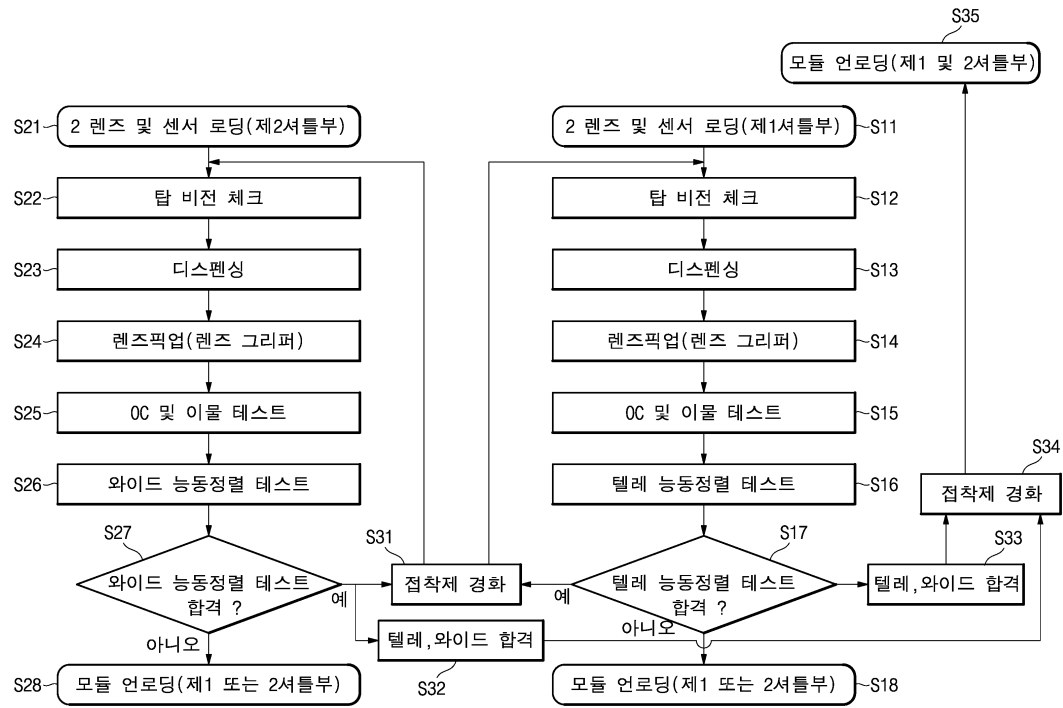 S35
모듈 언로딩(제1 및 2셔틀부)
S21
2 렌즈 및 센서 로딩(제2셔틀부)
2 렌즈 및 센서 로딩(제1셔틀부)
S11
S22
탑 비전 체크
탑 비전 체크
S12
S23
디스펜싱
디스펜싱
S13
S24
렌즈픽업(렌즈 그리퍼)
렌즈픽업(렌즈 그리퍼)
S14
S25
OC 및 이물 테스트
OC 및 이물 테스트
S15
S34
S26
와이드 능동정렬 테스트
텔레 능동정렬 테스트
S16
접착제 경화
S27
S31
S17
S33
와이드 능동정렬 테스트
합격 ?
예
접착제 경화
예
텔레 능동정렬 테스트
합격 ?
텔레,와이드 합격
아니오
텔레,와이드 합격
아니오
S32
S28
모듈 언로딩(제1 또는 2셔틀부)
모듈 언로딩(제1 또는 2셔틀부)
S18